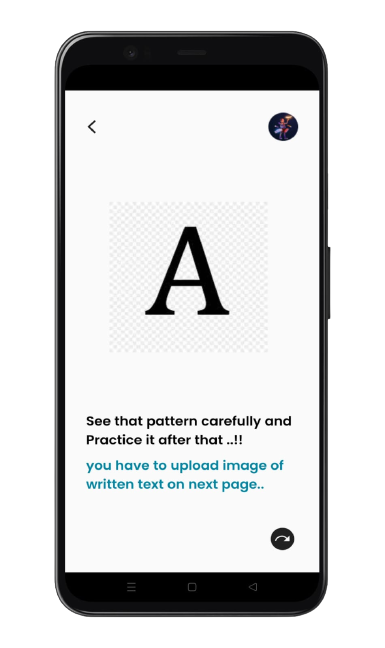 A
See that pattern carefully and
Practice it after that ..!!
you have to upload image of
written text on next page..